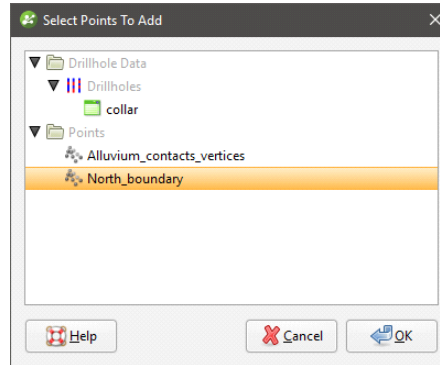 Select Points To Add
Drillhole Data
Drillholes
collar
Points
Alluvium_contacts_vertices
North_boundary
Help Cancel OK